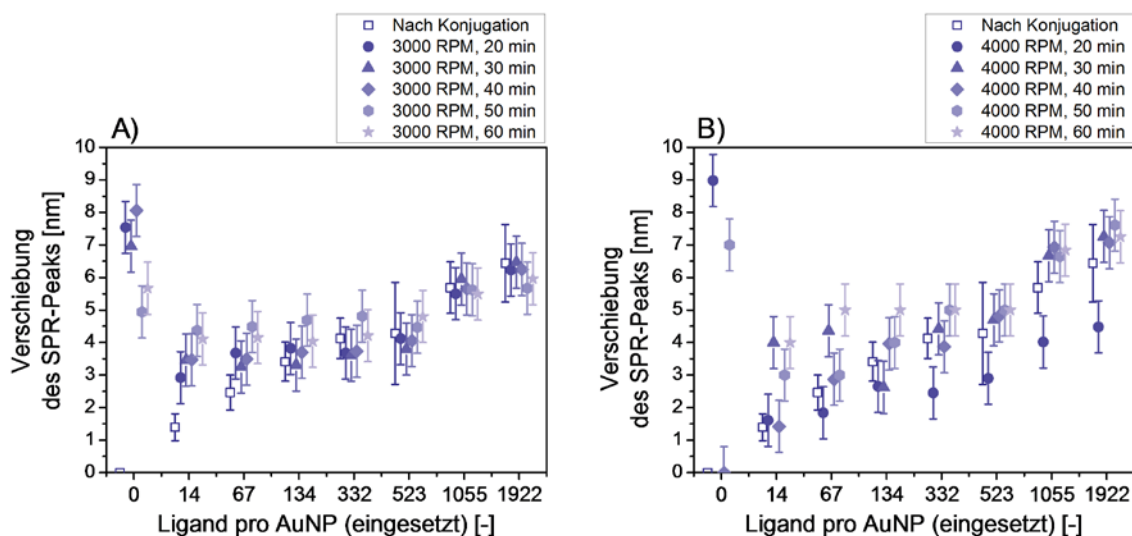 Nach Konjugation
3000 RPM, 20 min
3000 RPM, 30 min
3000 RPM, 40 min
3000 RPM, 50 min
3000 RPM, 60 min
A)
10
9
8
7
6
5
4
3
2
1
0
Verschiebung
des SPR-Peaks [nm]
0 14 67 134 332 523 1055 1922
Ligand pro AuNP (eingesetzt) [-]
Nach Konjugation
4000 RPM, 20 min
4000 RPM, 30 min
4000 RPM, 40 min
4000 RPM, 50 min
4000 RPM, 60 min
B)
10
9
8
7
6
5
4
3
2
1
0
Verschiebung
des SPR-Peaks [nm]
0 14 67 134 332 523 1055 1922
Ligand pro AuNP (eingesetzt) [-]